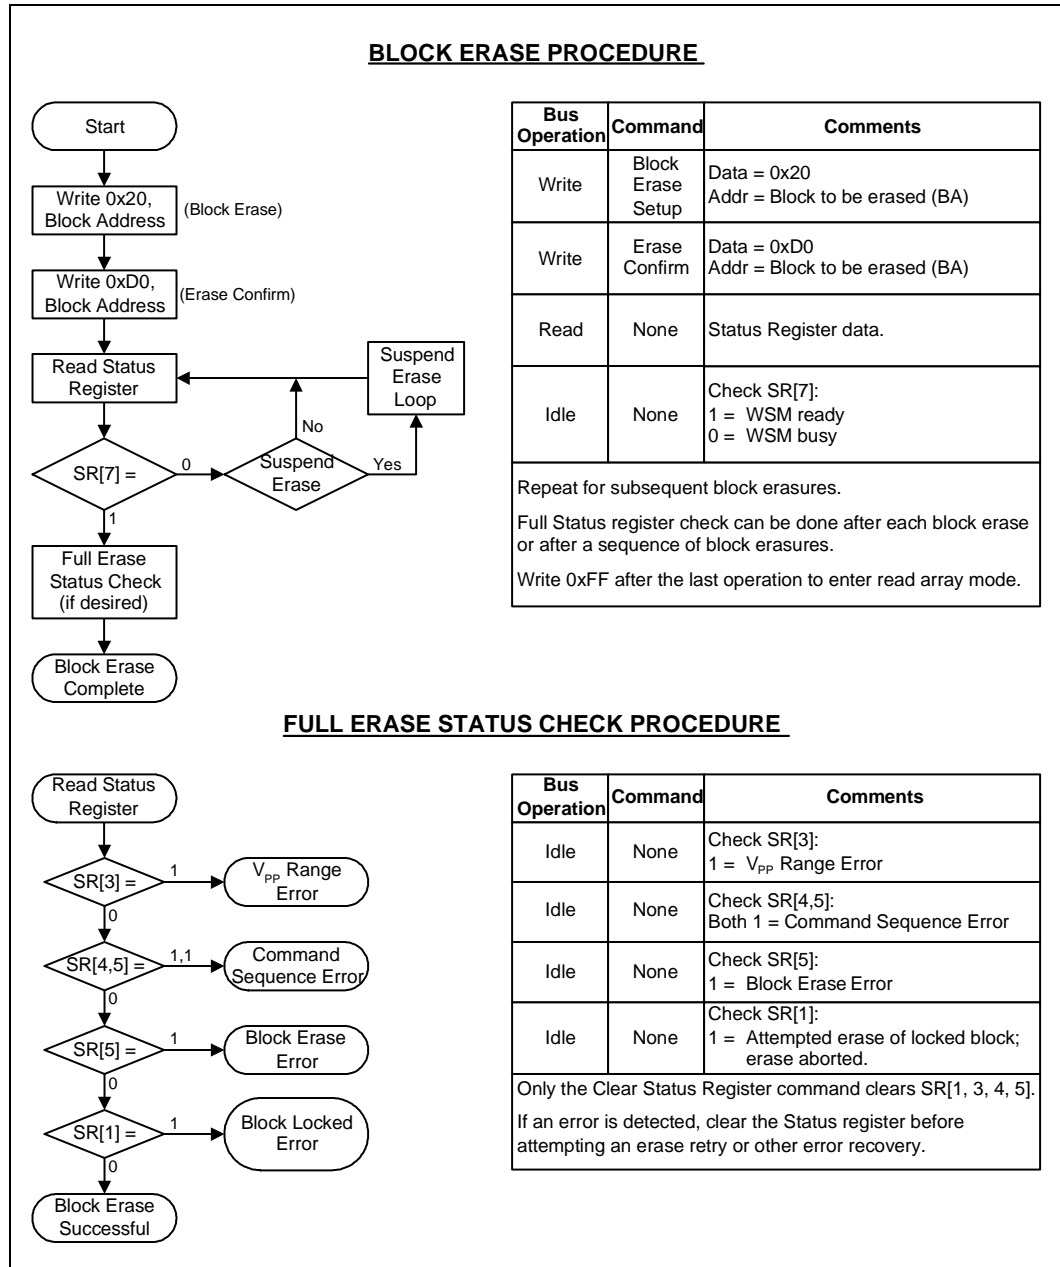 BLOCK ERASE PROCEDURE
Start
Write 0x20,
Block Address
(Block Erase)
Write 0xD0,
Block Address
(Erase Confirm)
Read Status
Register
Suspend
Erase
Loop
No
SR[7] =
0
Suspend
Erase
Yes
1
Full Erase
Status Check
(if desired)
Block Erase
Complete
Bus
Operation
Command
Comments
Write
Block
Erase
Setup
Data = 0x20
Addr = Block to be erased (BA)
Write
Erase
Confirm
Data = 0xD0
Addr = Block to be erased (BA)
Read
None
Status Register data.
Idle
None
Check SR[7]:
1 = WSM ready
0 = WSM busy
Repeat for subsequent block erasures.
Full Status register check can be done after each block erase
or after a sequence of block erasures.
Write 0xFF after the last operation to enter read array mode.
FULL ERASE STATUS CHECK PROCEDURE
Read Status
Register
SR[3] =
1
VPP Range
Error
0
SR[4,5] =
1,1
Command
Sequence Error
0
SR[5] =
1
Block Erase
Error
0
SR[1] =
1
Block Locked
Error
0
Block Erase
Successful
Bus
Operation
Command
Comments
Idle
None
Check SR[3]:
1 = VPP Range Error
Idle
None
Check SR[4,5]:
Both 1 = Command Sequence Error
Idle
None
Check SR[5]:
1 = Block Erase Error
Idle
None
Check SR[1]:
1 = Attempted erase of locked block;
erase aborted.
Only the Clear Status Register command clears SR[1, 3, 4, 5].
If an error is detected, clear the Status register before
attempting an erase retry or other error recovery.